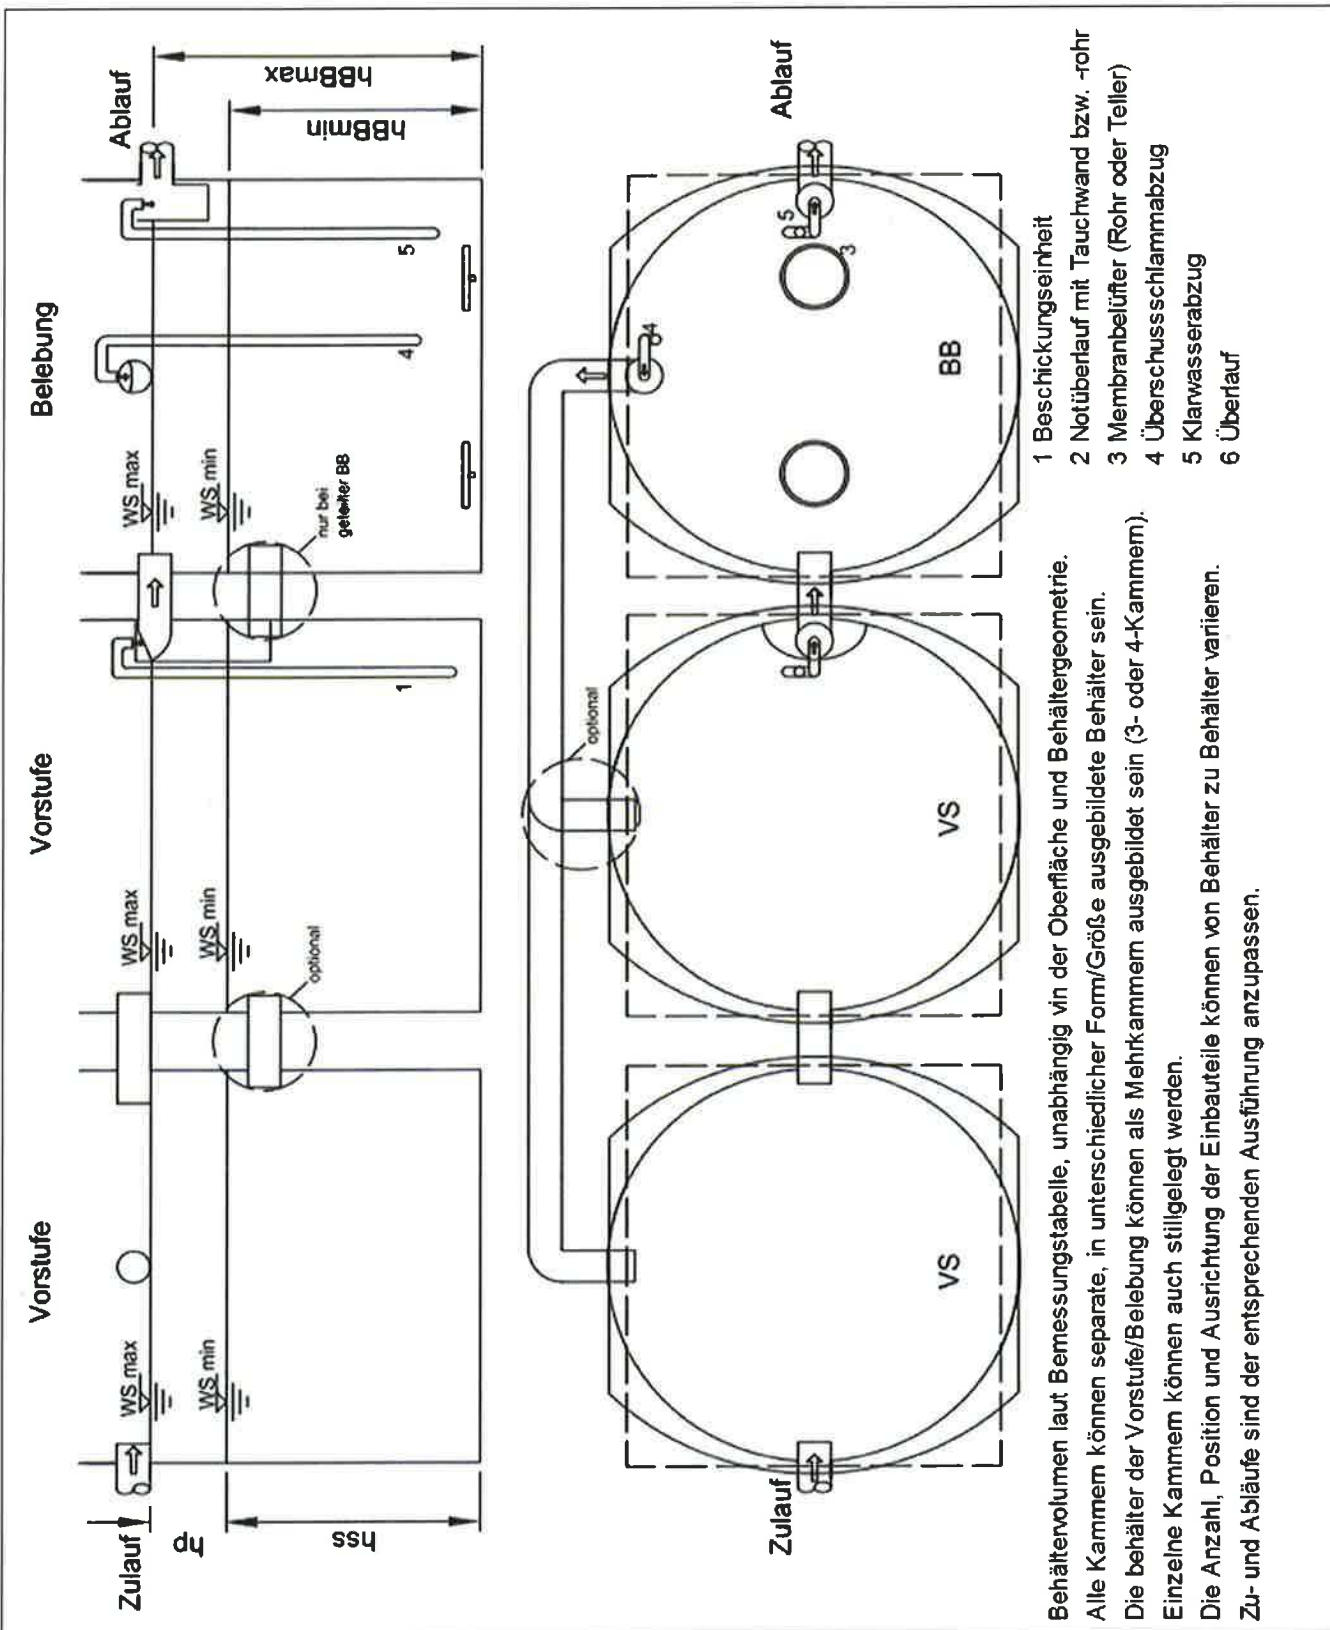 Vorstufe
Vorstufe
Belebung
Zulauf
WS max
WS min
WS max
WS min
WS max
WS min
Ablauf
hp
hss
optional
1
nur bei
geteilter BB
4
5
hBBmin
hBBmax
optional
Zulauf
VS
VS
BB
4
3
5
Ablauf
Behältervolumen laut Bemessungstabelle, unabhängig vin der Oberfläche und Behältergeometrie.
Alle Kammern können separate, in unterschiedlicher Form/Größe ausgebildete Behälter sein.
Die behälter der Vorstufe/Belebung können als Mehrkammern ausgebildet sein (3- oder 4-Kammern).
Einzelne Kammern können auch stillgelegt werden.
Die Anzahl, Position und Ausrichtung der Einbauteile können von Behälter zu Behälter variieren.
Zu- und Abläufe sind der entsprechenden Ausführung anzupassen.
1 Beschickungseinheit
2 Notüberlauf mit Tauchwand bzw. -rohr
3 Membranbelüfter (Rohr oder Teller)
4 Überschussschlammabzug
5 Klarwasserabzug
6 Überlauf